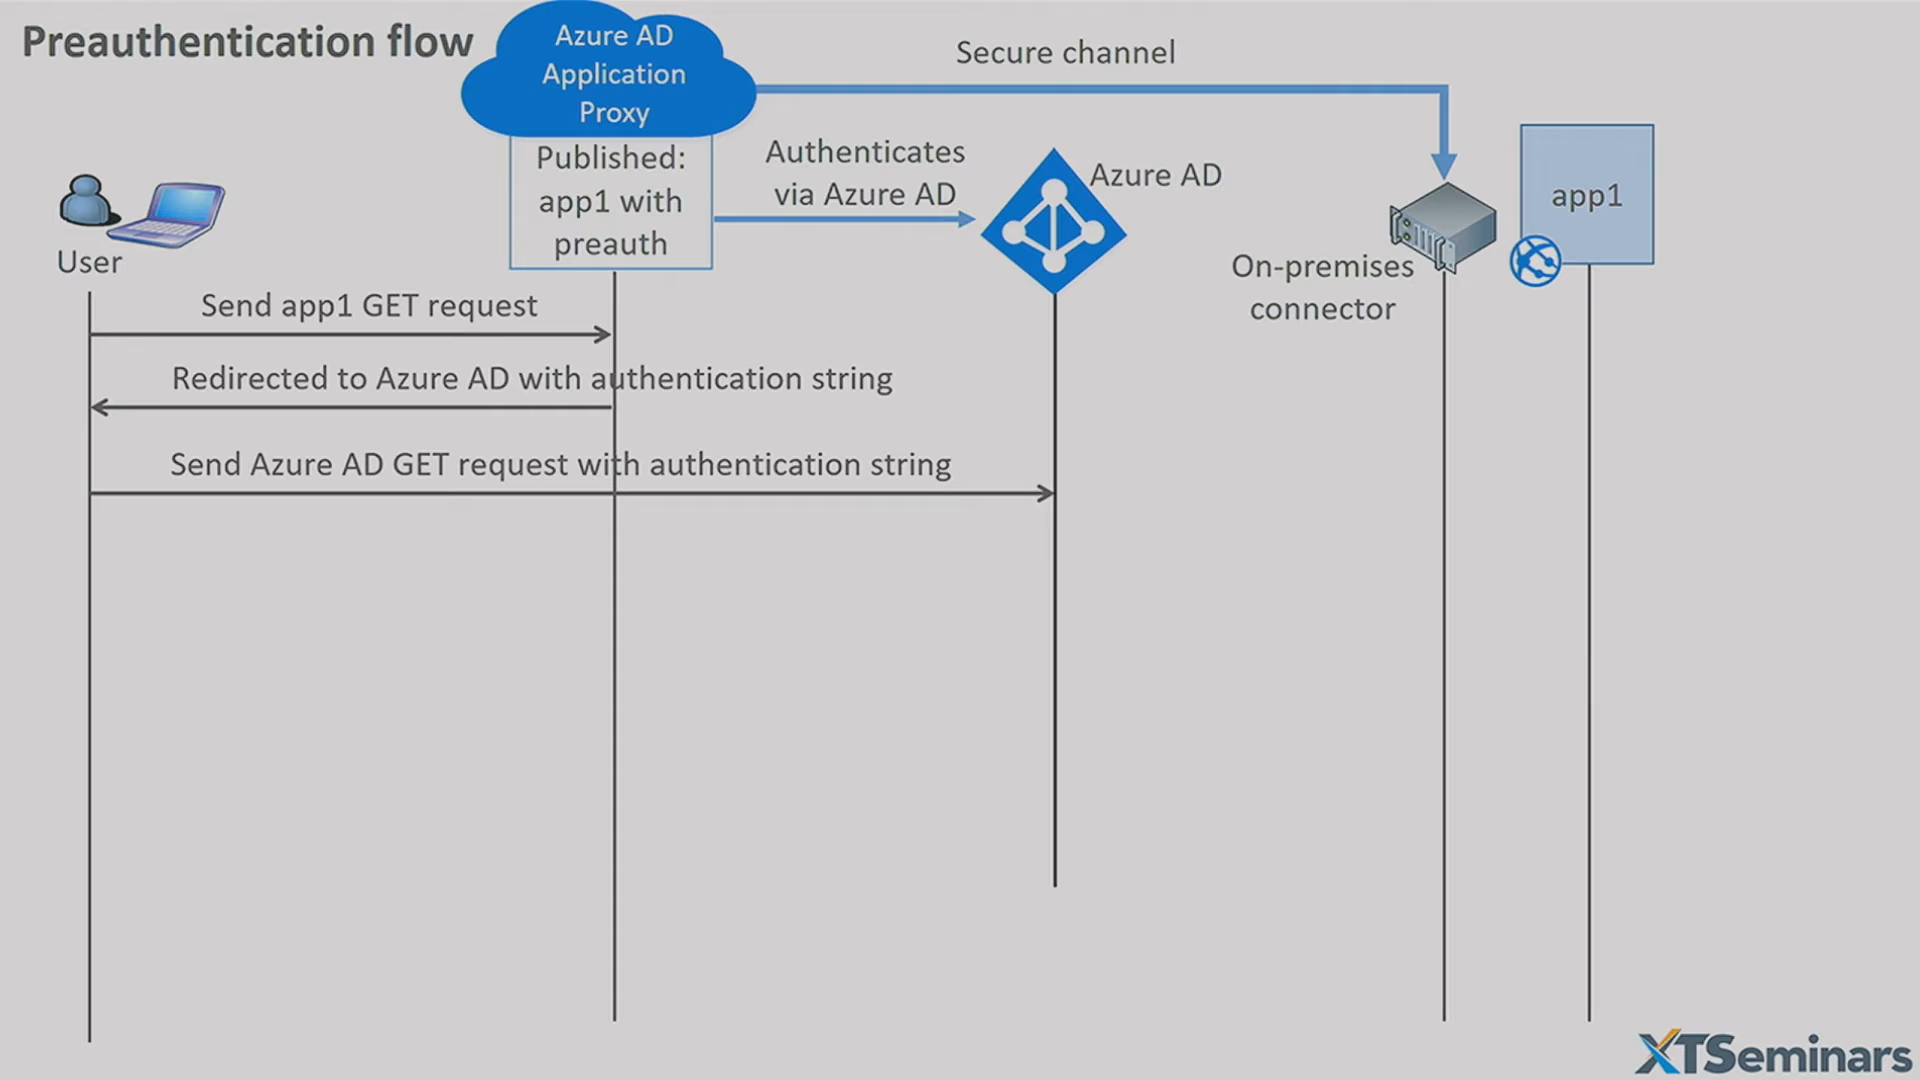 Preauthentication flow
Azure AD
Application
Proxy
Secure channel
Published:
app1 with
preauth
Authenticates
via Azure AD
Azure AD
app1
User
On-premises
connector
Send app1 GET request
Redirected to Azure AD with authentication string
Send Azure AD GET request with authentication string
XTSeminars